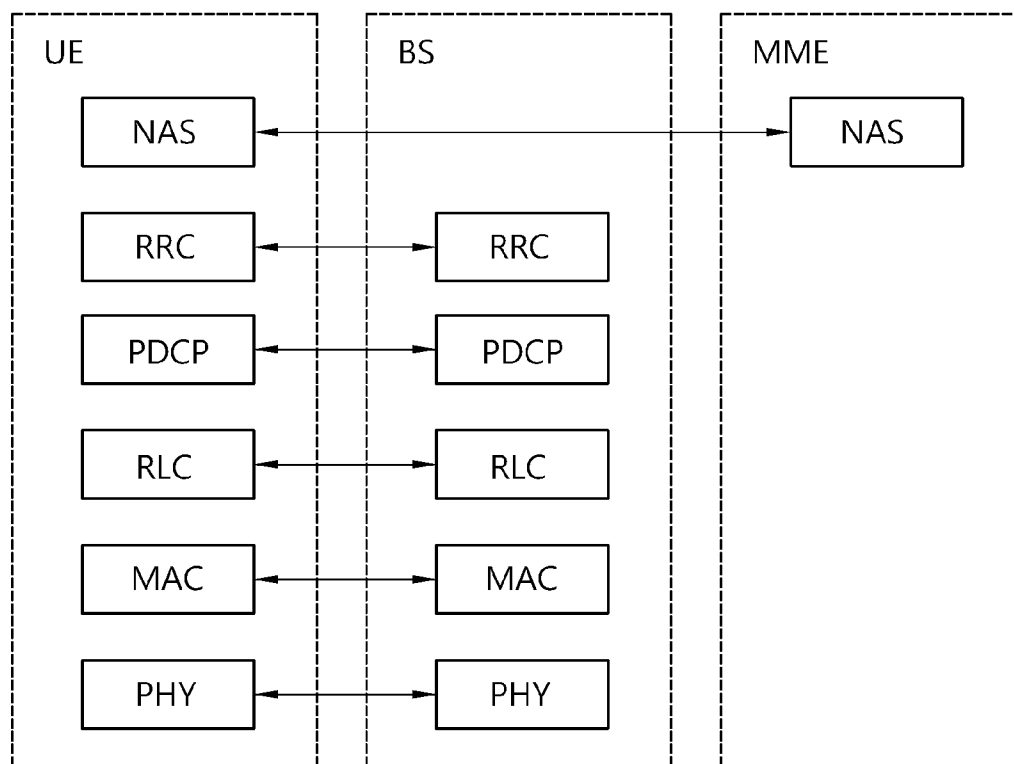 UE BS MME
NAS NAS
RRC RRC
PDCP PDCP
RLC RLC
MAC MAC
PHY PHY